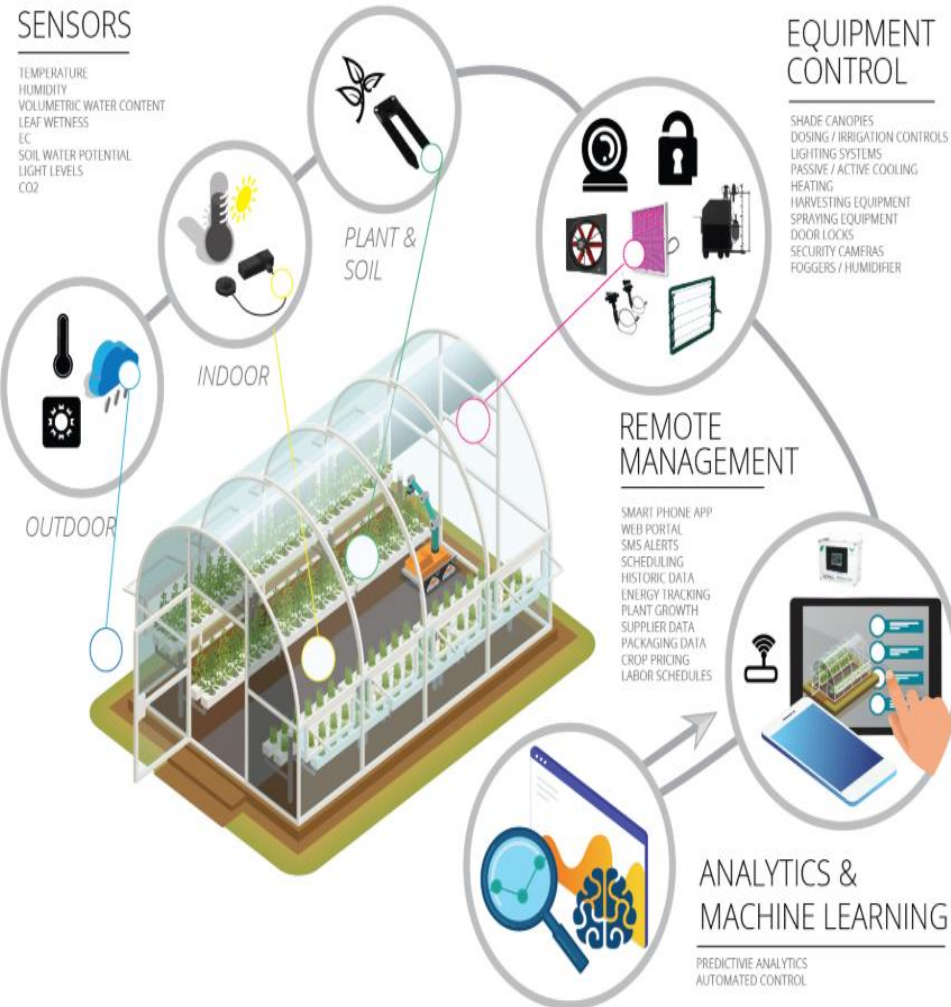 SENSORS
TEMPERATURE
HUMIDITY
VOLUMETRIC WATER CONTENT
LEAF WETNESS
EC
SOIL WATER POTENTIAL
LIGHT LEVELS
CO2
OUTDOOR
INDOOR
PLANT &
SOIL
EQUIPMENT
CONTROL
SHADE CANOPIES
DOSING / IRRIGATION CONTROLS
LIGHTING SYSTEMS
PASSIVE / ACTIVE COOLING
HEATING
HARVESTING EQUIPMENT
SPRAYING EQUIPMENT
DOOR LOCKS
SECURITY CAMERAS
FOGGERS / HUMIDIFIER
REMOTE
MANAGEMENT
SMART PHONE APP
WEB PORTAL
SMS ALERTS
SCHEDULING
HISTORIC DATA
ENERGY TRACKING
PLANT GROWTH
SUPPLIER DATA
PACKAGING DATA
CROP PRICING
LABOR SCHEDULES
ANALYTICS &
MACHINE LEARNING
PREDICTIVIE ANALYTICS
AUTOMATED CONTROL